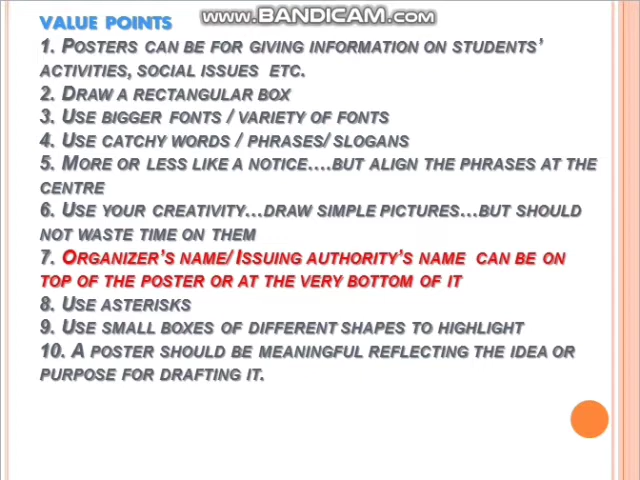 www.BANDICAM.com
VALUE POINTS
1. POSTERS CAN BE FOR GIVING INFORMATION ON STUDENTS'
ACTIVITIES, SOCIAL ISSUES ETC.
2. DRAW A RECTANGULAR BOX
3. USE BIGGER FONTS / VARIETY OF FONTS
4. USE CATCHY WORDS / PHRASES/ SLOGANS
5. MORE OR LESS LIKE A NOTICE....BUT ALIGN THE PHRASES AT THE
CENTRE
6. USE YOUR CREATIVITY...DRAW SIMPLE PICTURES...BUT SHOULD
NOT WASTE TIME ON THEM
7. ORGANIZER'S NAME/ ISSUING AUTHORITY'S NAME CAN BE ON
TOP OF THE POSTER OR AT THE VERY BOTTOM OF IT
8. USE ASTERISKS
9. USE SMALL BOXES OF DIFFERENT SHAPES TO HIGHLIGHT
10. A POSTER SHOULD BE MEANINGFUL REFLECTING THE IDEA OR
PURPOSE FOR DRAFTING IT.